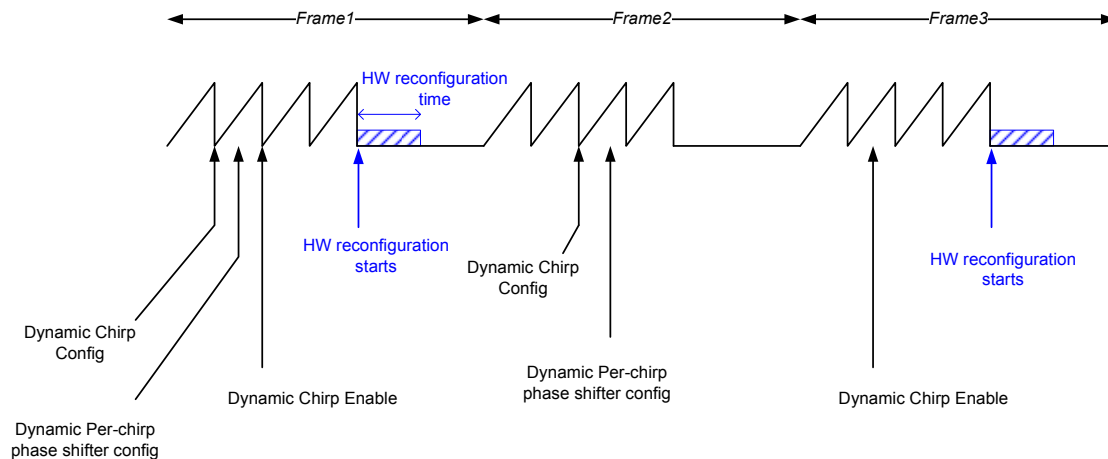 Frame1
Frame2
Frame3
HW reconfiguration
time
HW reconfiguration
starts
Dynamic Chirp
Config
HW reconfiguration
starts
Dynamic Chirp
Config
Dynamic Per-chirp
phase shifter config
Dynamic Chirp Enable
Dynamic Per-chirp
phase shifter config
Dynamic Chirp Enable